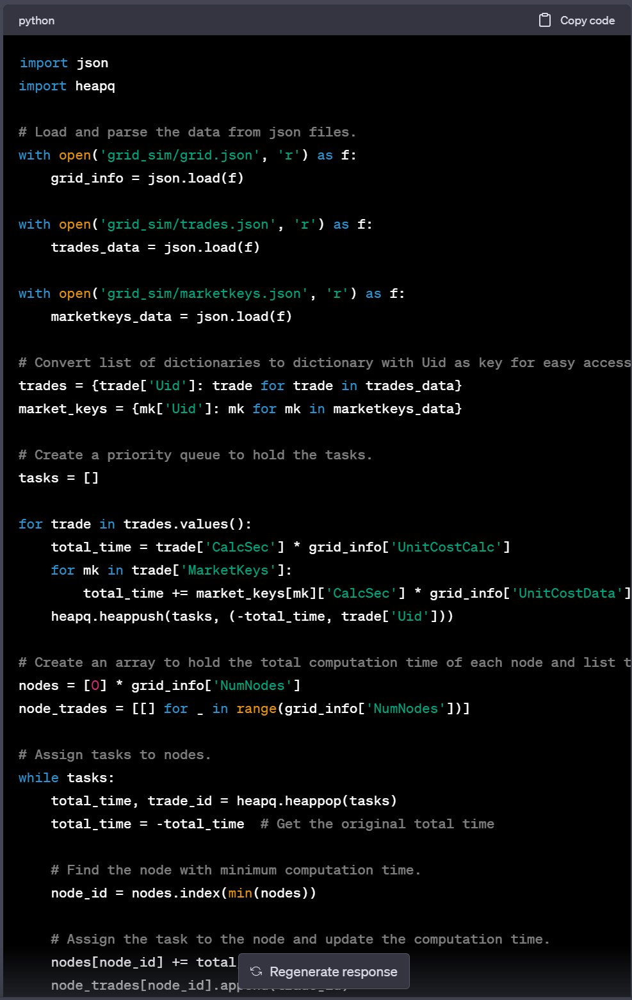 python
Copy code
import json
import heapq
# Load and parse the data from json files.
with open('grid_sim/grid.json', 'r') as f:
    grid_info = json.load(f)
with open('grid_sim/trades.json', 'r') as f:
    trades_data = json.load(f)
with open('grid_sim/marketkeys.json', 'r') as f:
    marketkeys_data = json.load(f)
# Convert list of dictionaries to dictionary with Uid as key for easy access
trades = {trade['Uid']: trade for trade in trades_data}
market_keys = {mk['Uid']: mk for mk in marketkeys_data}
# Create a priority queue to hold the tasks.
tasks = []
for trade in trades.values():
    total_time = trade['CalcSec'] * grid_info['UnitCostCalc']
    for mk in trade['MarketKeys']:
        total_time += market_keys[mk]['CalcSec'] * grid_info['UnitCostData']
    heapq.heappush(tasks, (-total_time, trade['Uid']))
# Create an array to hold the total computation time of each node and list
nodes = [0] * grid_info['NumNodes']
node_trades = [[] for _ in range(grid_info['NumNodes'])]
# Assign tasks to nodes.
while tasks:
    total_time, trade_id = heapq.heappop(tasks)
    total_time = -total_time  # Get the original total time
    # Find the node with minimum computation time.
    node_id = nodes.index(min(nodes))
    # Assign the task to the node and update the computation time.
    nodes[node_id] += total
    node_trades[node_id].app
Regenerate response